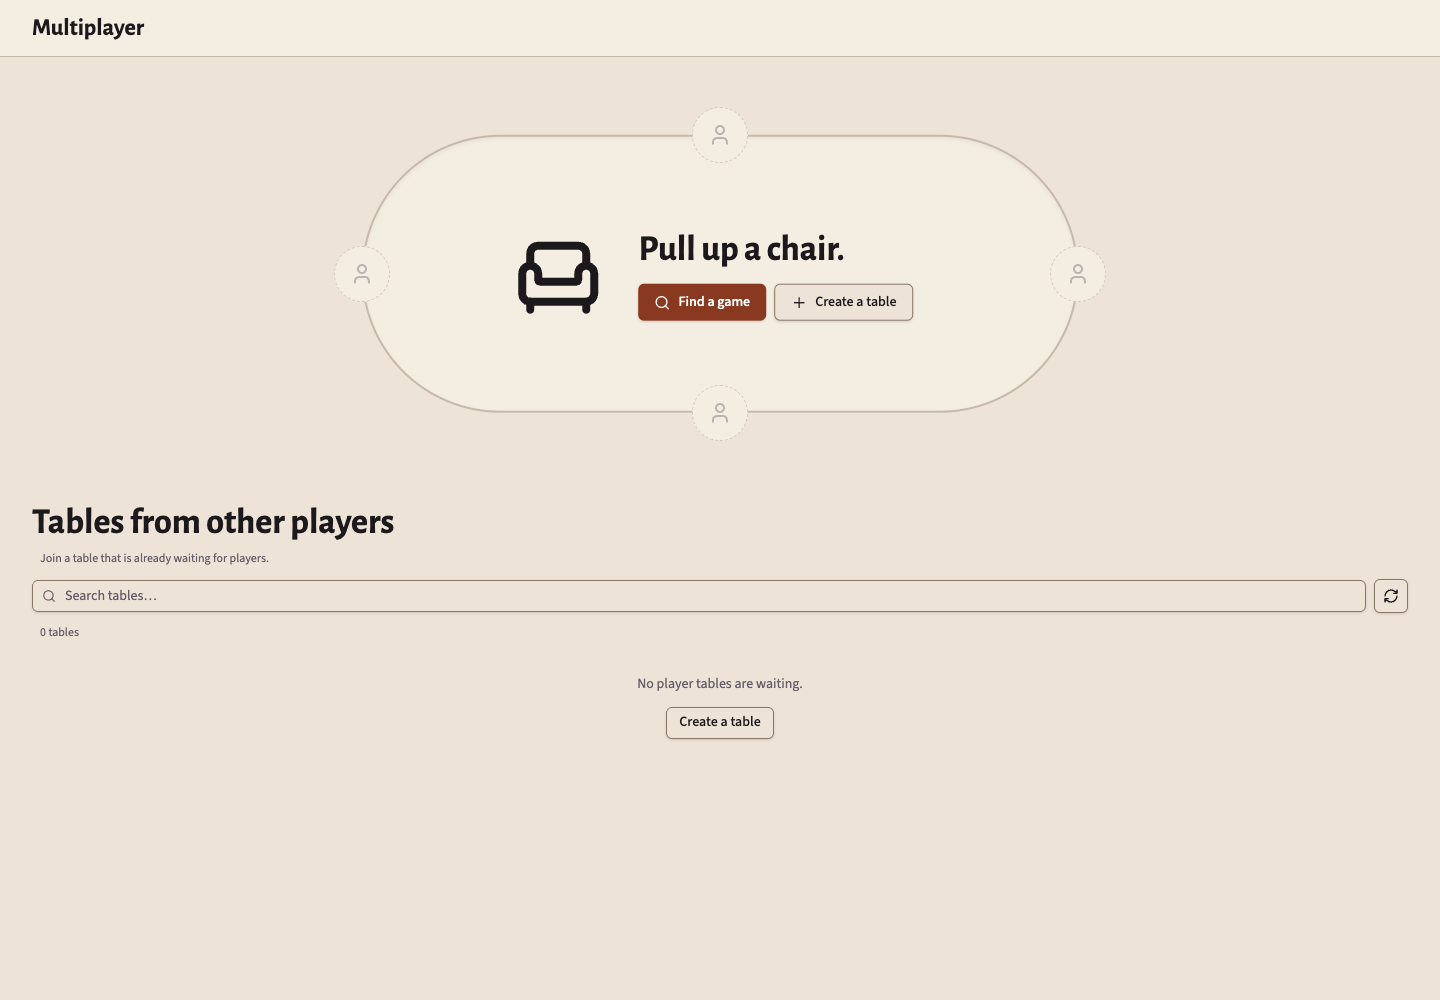 Multiplayer
Pull up a chair.
Find a game
Create a table
Tables from other players
Join a table that is already waiting for players.
Search tables…
0 tables
No player tables are waiting.
Create a table